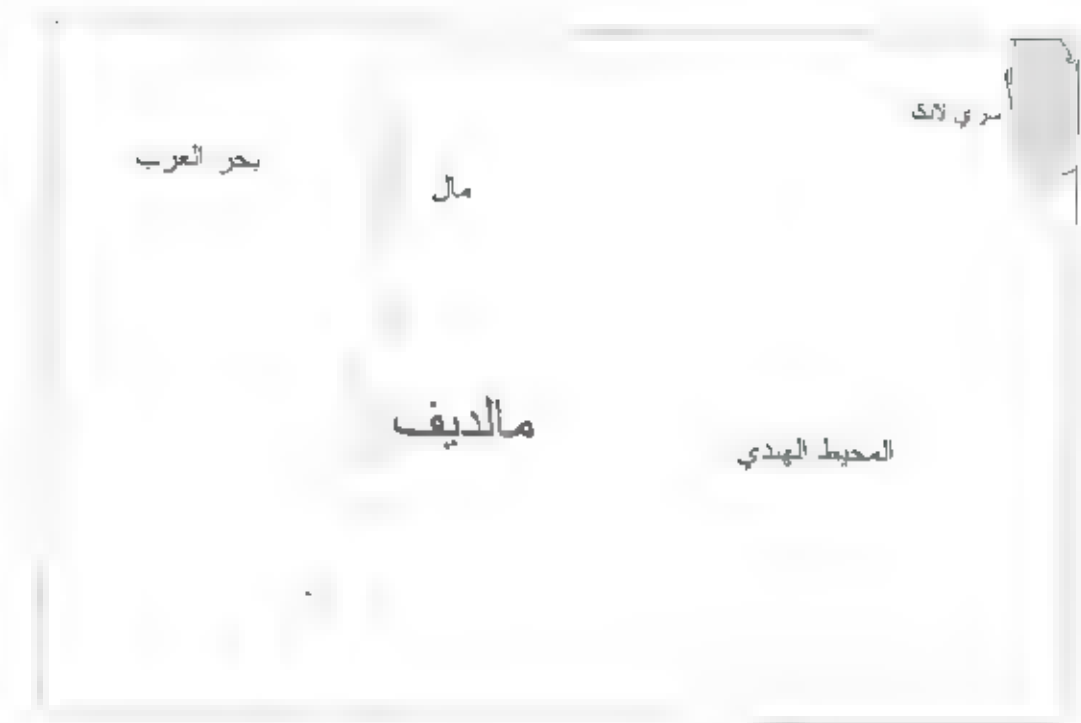 سري لانك
بحر العرب
مال
مالديف
المحيط الهندي